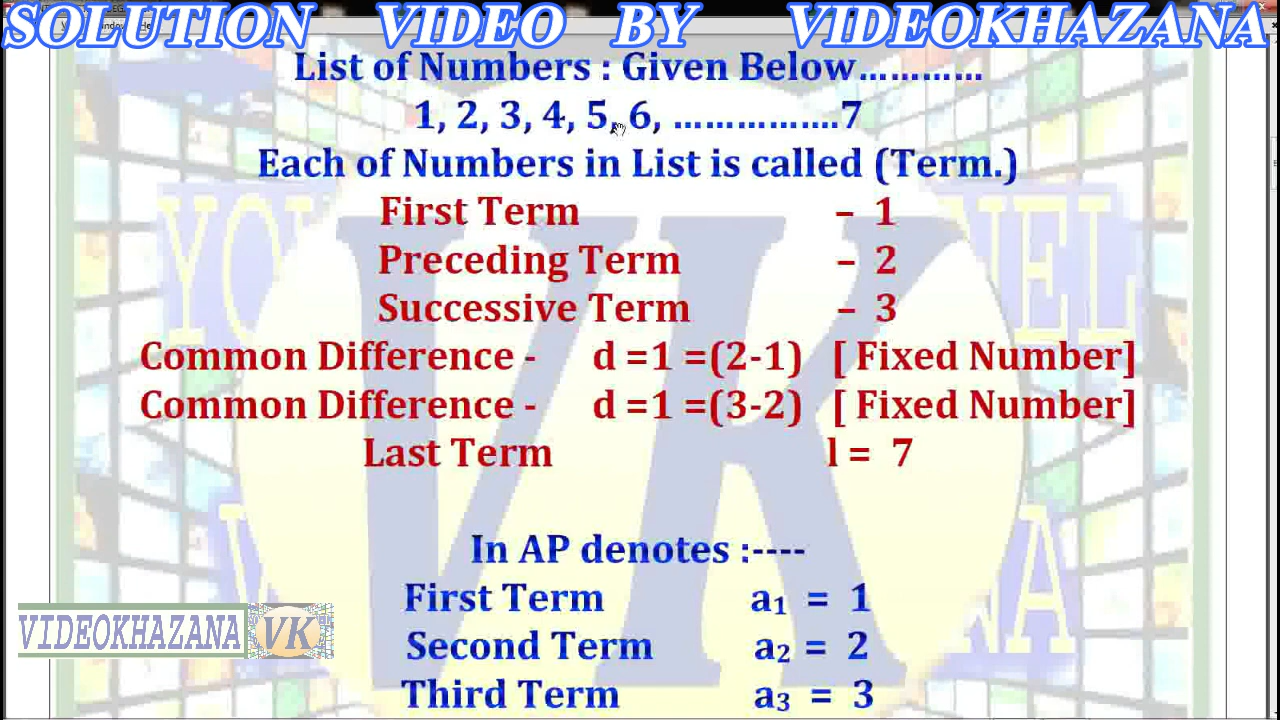 SOLUTION VIDEO BY VIDEOKHAZANA
List of Numbers : Given Below............
1, 2, 3, 4, 5, 6, ................7
Each of Numbers in List is called (Term.)
First Term – 1
Preceding Term – 2
Successive Term – 3
Common Difference - d =1 =(2-1) [ Fixed Number]
Common Difference - d =1 =(3-2) [ Fixed Number]
Last Term l = 7
In AP denotes :----
First Term a₁ = 1
VIDEOKHAZANA VK
Second Term a₂ = 2
Third Term a₃ = 3